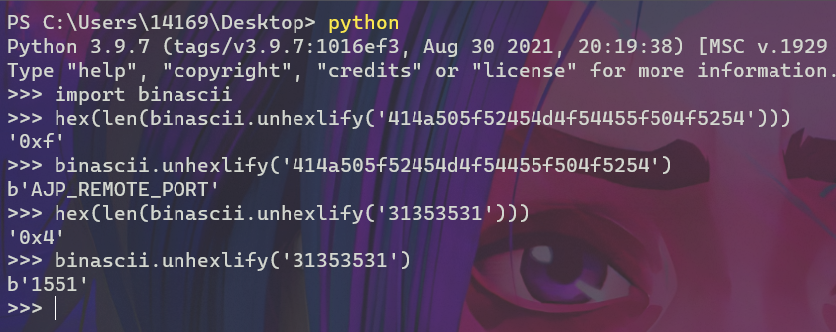 PS C:\Users\14169\Desktop> python
Python 3.9.7 (tags/v3.9.7:1016ef3, Aug 30 2021, 20:19:38) [MSC v.1929
Type "help", "copyright", "credits" or "license" for more information.
>>> import binascii
>>> hex(len(binascii.unhexlify('414a505f52454d4f54455f504f5254')))
'0xf'
>>> binascii.unhexlify('414a505f52454d4f54455f504f5254')
b'AJP_REMOTE_PORT'
>>> hex(len(binascii.unhexlify('31353531')))
'0x4'
>>> binascii.unhexlify('31353531')
b'1551'
>>>